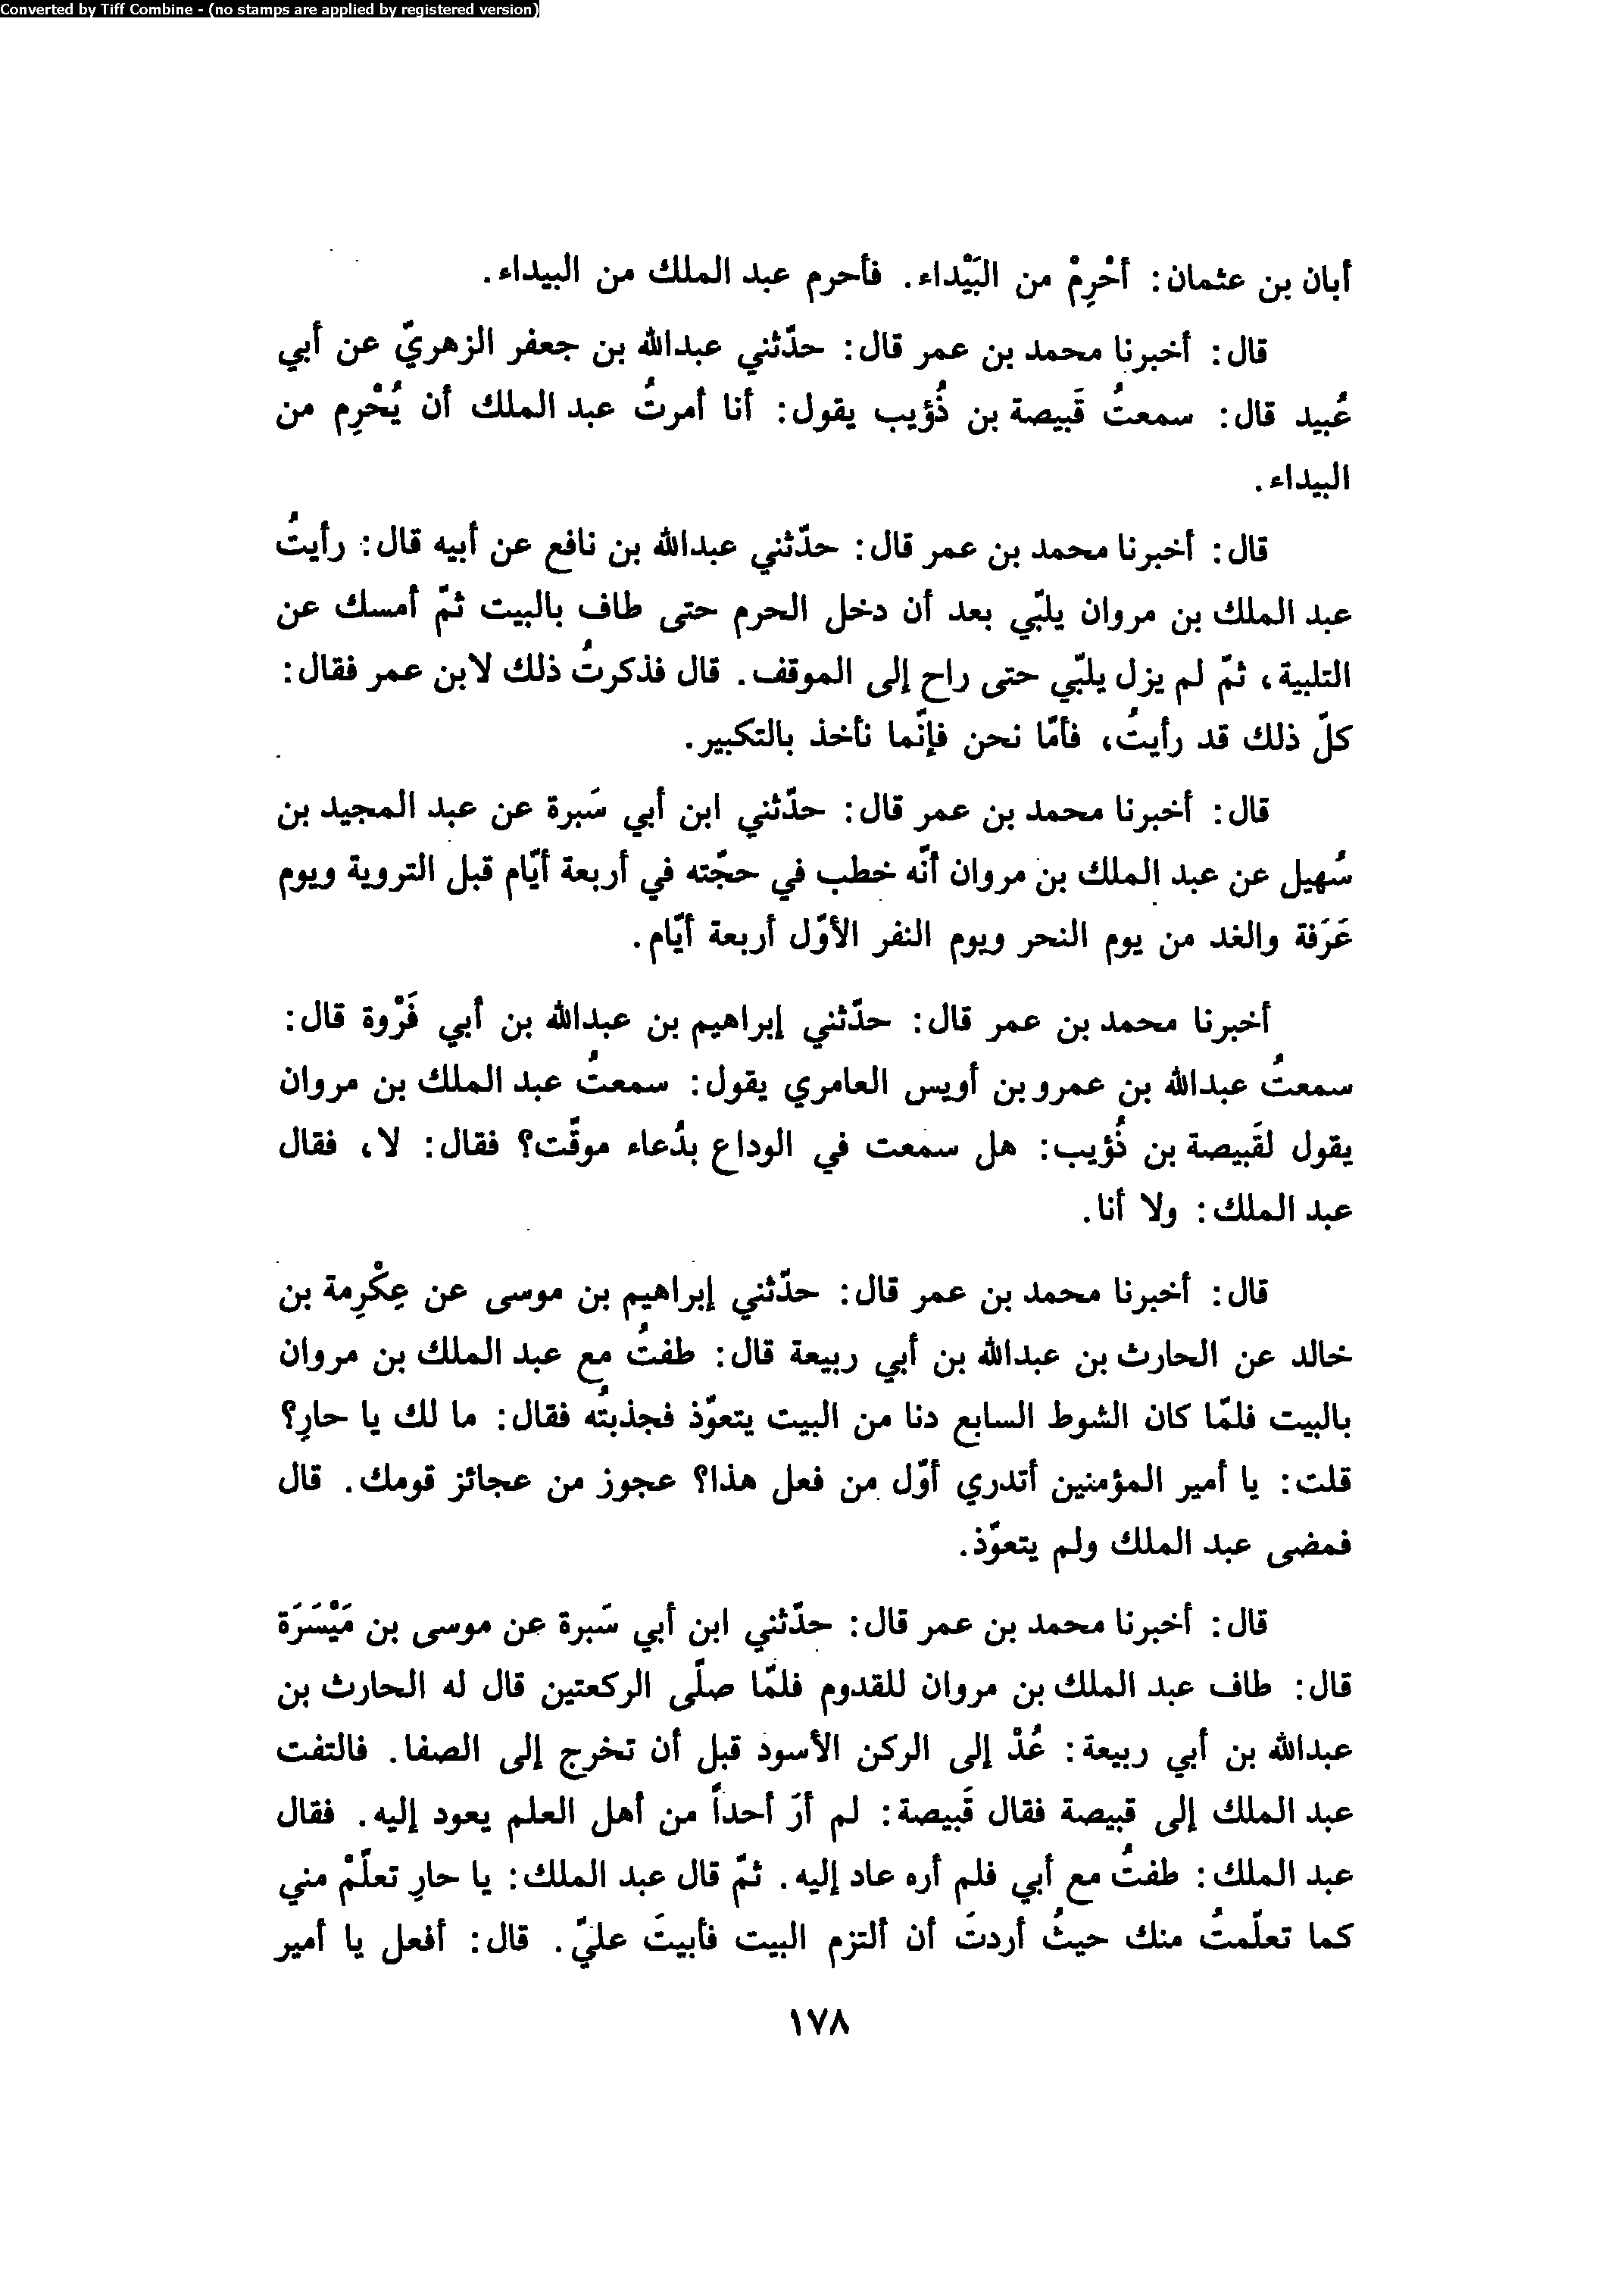 Converted by Tiff Combine - (no stamps are applied by registered version)
أبان بن عثمان: أَحْرِمْ من البَيْداء. فأحرم عبد الملك من البيداء.
قال: أخبرنا محمد بن عمر قال: حدّثني عبدالله بن جعفر الزهريّ عن أبي
عُبيد قال: سمعتُ قَبيصة بن ذُؤيب يقول: أنا أمرتُ عبد الملك أن يُحْرِم من
البيداء.
قال: أخبرنا محمد بن عمر قال: حدّثني عبدالله بن نافع عن أبيه قال: رأيتُ
عبد الملك بن مروان يلبّي بعد أن دخل الحرم حتى طاف بالبيت ثمّ أمسك عن
التلبية، ثمّ لم يزل يلبّي حتى راح إلى الموقف. قال فذكرتُ ذلك لابن عمر فقال:
كلّ ذلك قد رأيتُ، فأمّا نحن فإنّما نأخذ بالتكبير.
قال: أخبرنا محمد بن عمر قال: حدّثني ابن أبي سَبرة عن عبد المجيد بن
سُهيل عن عبد الملك بن مروان أنّه خطب في حجّته في أربعة أيّام قبل التروية ويوم
عَرَفة والغد من يوم النحر ويوم النفر الأوّل أربعة أيّام.
أخبرنا محمد بن عمر قال: حدّثني إبراهيم بن عبدالله بن أبي فَرْوة قال:
سمعتُ عبدالله بن عمرو بن أويس العامري يقول: سمعتُ عبد الملك بن مروان
يقول لقَبيصة بن ذُؤيب: هل سمعت في الوداع بدُعاء موقّت؟ فقال: لا، فقال
عبد الملك: ولا أنا.
قال: أخبرنا محمد بن عمر قال: حدّثني إبراهيم بن موسى عن عِكْرِمة بن
خالد عن الحارث بن عبدالله بن أبي ربيعة قال: طفتُ مع عبد الملك بن مروان
بالبيت فلمّا كان الشوط السابع دنا من البيت يتعوّذ فجذبتُه فقال: ما لك يا حارِ؟
قلت: يا أمير المؤمنين أتدري أوّل من فعل هذا؟ عجوز من عجائز قومك. قال
فمضى عبد الملك ولم يتعوّذ.
قال: أخبرنا محمد بن عمر قال: حدّثني ابن أبي سَبرة عن موسى بن مَيْسَرَة
قال: طاف عبد الملك بن مروان للقدوم فلمّا صلّى الركعتين قال له الحارث بن
عبدالله بن أبي ربيعة: عُدْ إلى الركن الأسود قبل أن تخرج إلى الصفا. فالتفت
عبد الملك إلى قبيصة فقال قَبيصة: لم أرَ أحداً من أهل العلم يعود إليه. فقال
عبد الملك: طفتُ مع أبي فلم أره عاد إليه. ثمّ قال عبد الملك: يا حارِ تعلّمْ مني
كما تعلّمتُ منك حيثُ أردتَ أن ألتزم البيت فأبيتَ عليّ. قال: أفعل يا أمير
١٧٨